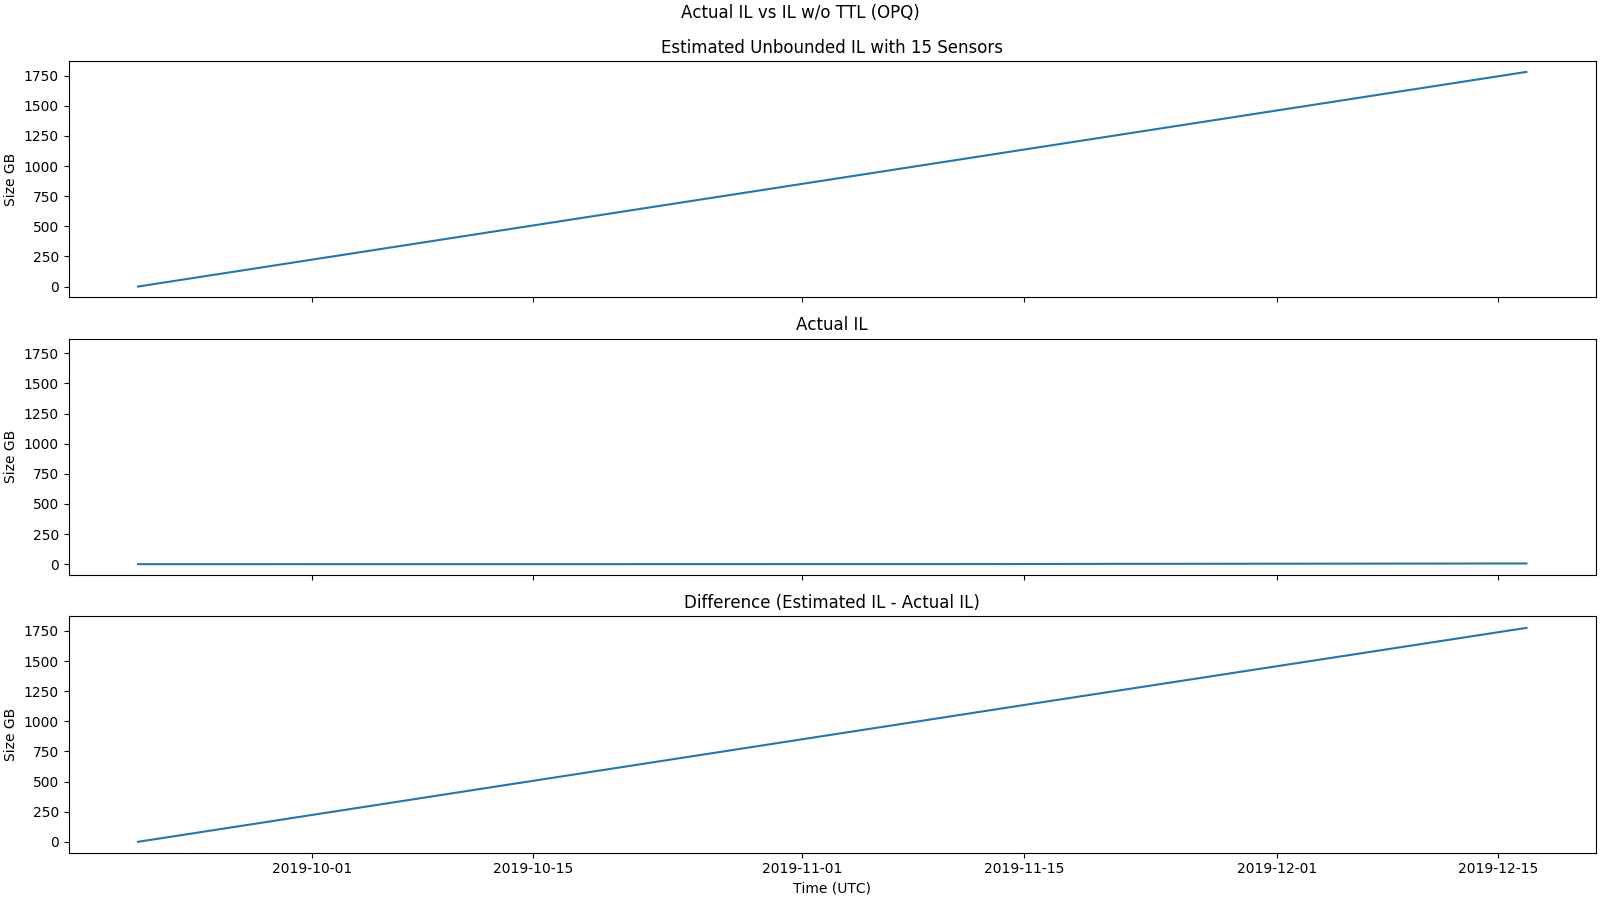 Actual IL vs IL w/o TTL (OPQ)
Estimated Unbounded IL with 15 Sensors
1750
1500
1250
1000
750
500
250
0
Size GB
Actual IL
1750
1500
1250
1000
750
500
250
0
Size GB
Difference (Estimated IL - Actual IL)
1750
1500
1250
1000
750
500
250
0
Size GB
2019-10-01 2019-10-15 2019-11-01 2019-11-15 2019-12-01 2019-12-15
Time (UTC)